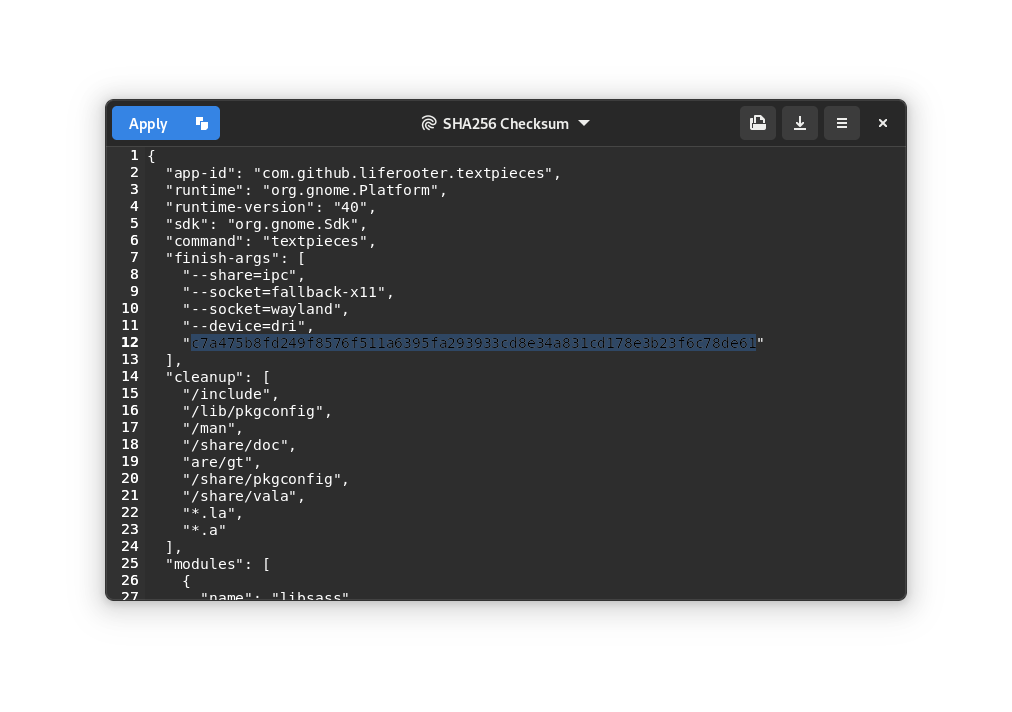 Apply
SHA256 Checksum
1 {
2   "app-id": "com.github.liferooter.textpieces",
3   "runtime": "org.gnome.Platform",
4   "runtime-version": "40",
5   "sdk": "org.gnome.Sdk",
6   "command": "textpieces",
7   "finish-args": [
8     "--share=ipc",
9     "--socket=fallback-x11",
10     "--socket=wayland",
11     "--device=dri",
12     "c7a475b8fd249f8576f511a6395fa293933cd8e34a831cd178e3b23f6c78de61"
13   ],
14   "cleanup": [
15     "/include",
16     "/lib/pkgconfig",
17     "/man",
18     "/share/doc",
19     "are/gt",
20     "/share/pkgconfig",
21     "/share/vala",
22     "*.la",
23     "*.a"
24   ],
25   "modules": [
26     {
27       "name": "libsass"